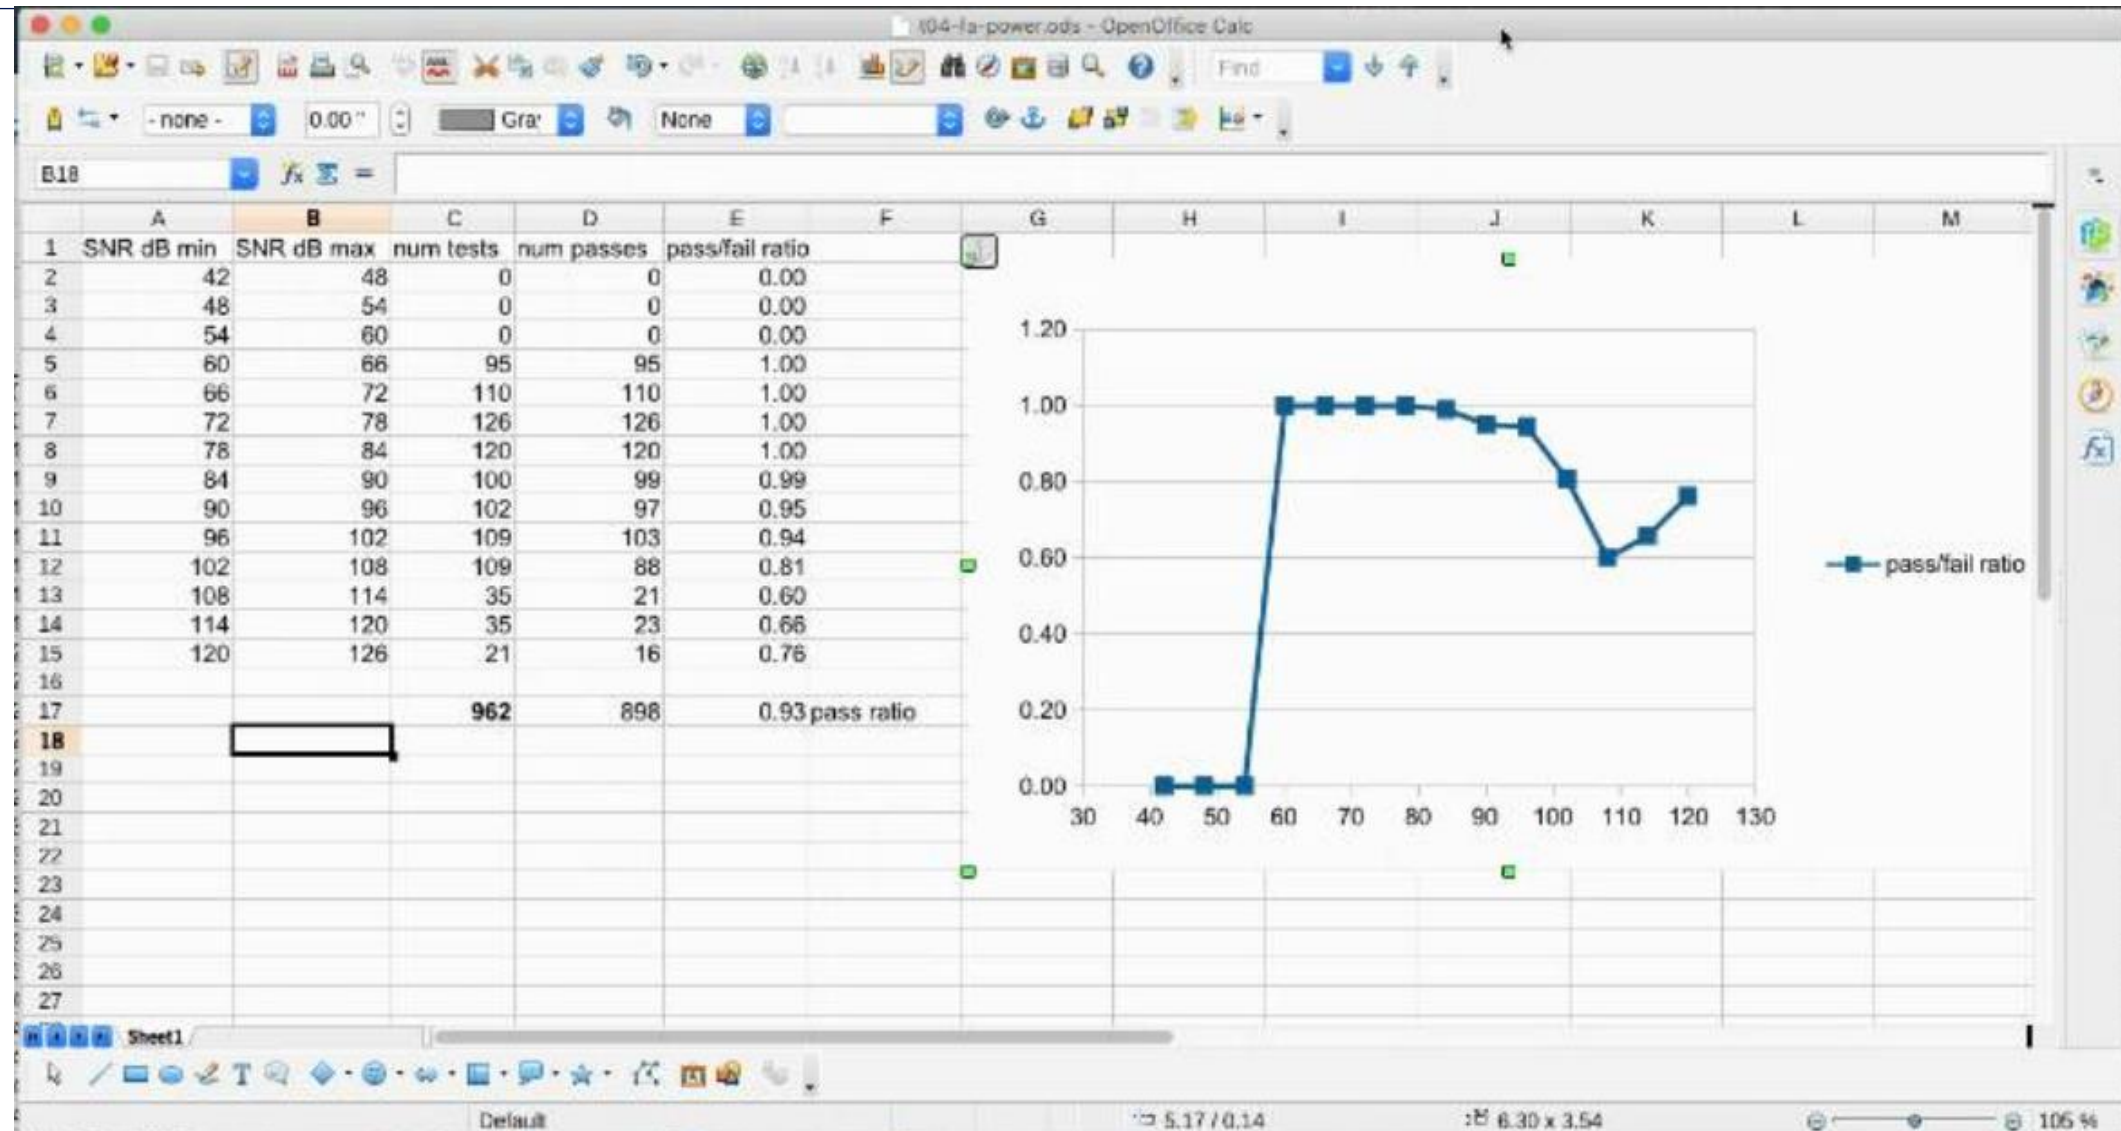 t04-fa-power.ods - OpenOffice Calc
Find
- none - 0.00 " Gra None
B18 =
A B C D E F G H I J K L M
1 SNR dB min SNR dB max num tests num passes pass/fail ratio
2 42 48 0 0 0.00
3 48 54 0 0 0.00
4 54 60 0 0 0.00
5 60 66 95 95 1.00
6 66 72 110 110 1.00
7 72 78 126 126 1.00
8 78 84 120 120 1.00
9 84 90 100 99 0.99
10 90 96 102 97 0.95
11 96 102 109 103 0.94
12 102 108 109 88 0.81
13 108 114 35 21 0.60
14 114 120 35 23 0.66
15 120 126 21 16 0.76
16
17 962 898 0.93 pass ratio
18
19
20
21
22
23
24
25
26
27
1.20
1.00
0.80
0.60
0.40
0.20
0.00
30 40 50 60 70 80 90 100 110 120 130
pass/fail ratio
Sheet1
Default 5.17 / 0.14 6.30 x 3.54 105 %